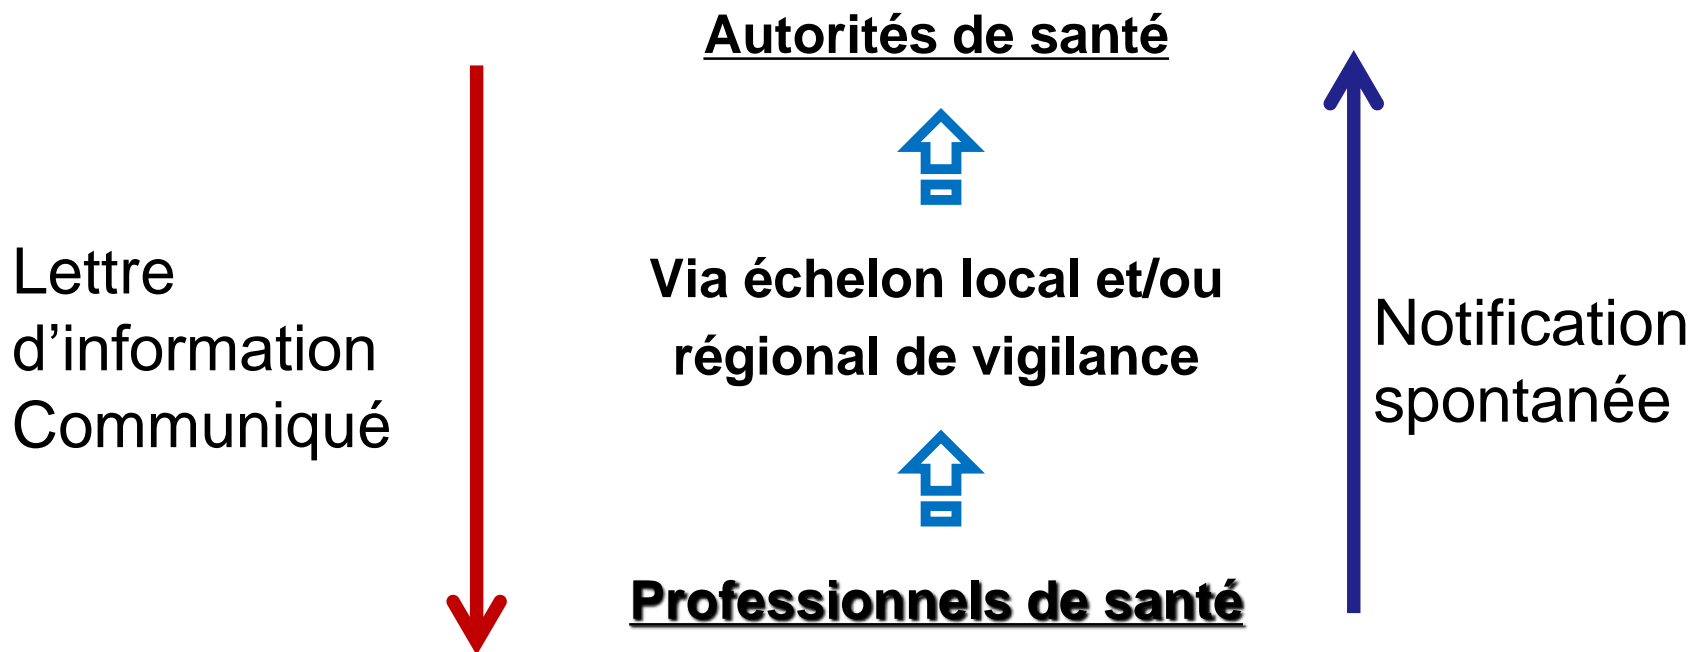 Autorités de santé
Lettre
d’information
Communiqué
Via échelon local et/ou
régional de vigilance
Notification
spontanée
Professionnels de santé